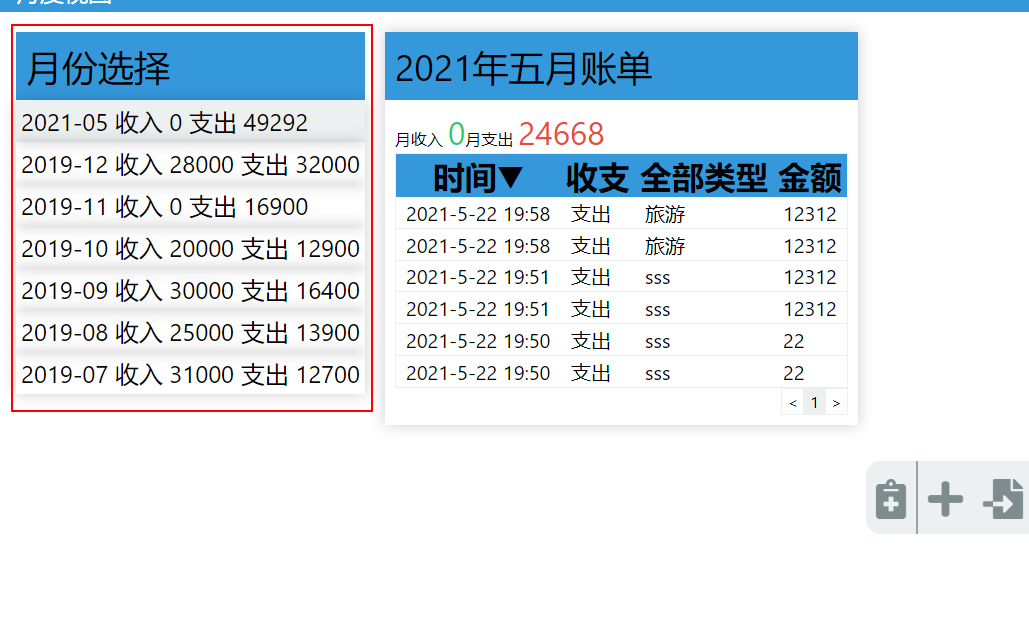 月份选择
2021-05 收入 0 支出 49292
2019-12 收入 28000 支出 32000
2019-11 收入 0 支出 16900
2019-10 收入 20000 支出 12900
2019-09 收入 30000 支出 16400
2019-08 收入 25000 支出 13900
2019-07 收入 31000 支出 12700
2021年五月账单
月收入 0月支出 24668
时间▼ 收支 全部类型 金额
2021-5-22 19:58 支出 旅游 12312
2021-5-22 19:58 支出 旅游 12312
2021-5-22 19:51 支出 sss 12312
2021-5-22 19:51 支出 sss 12312
2021-5-22 19:50 支出 sss 22
2021-5-22 19:50 支出 sss 22
< 1 >